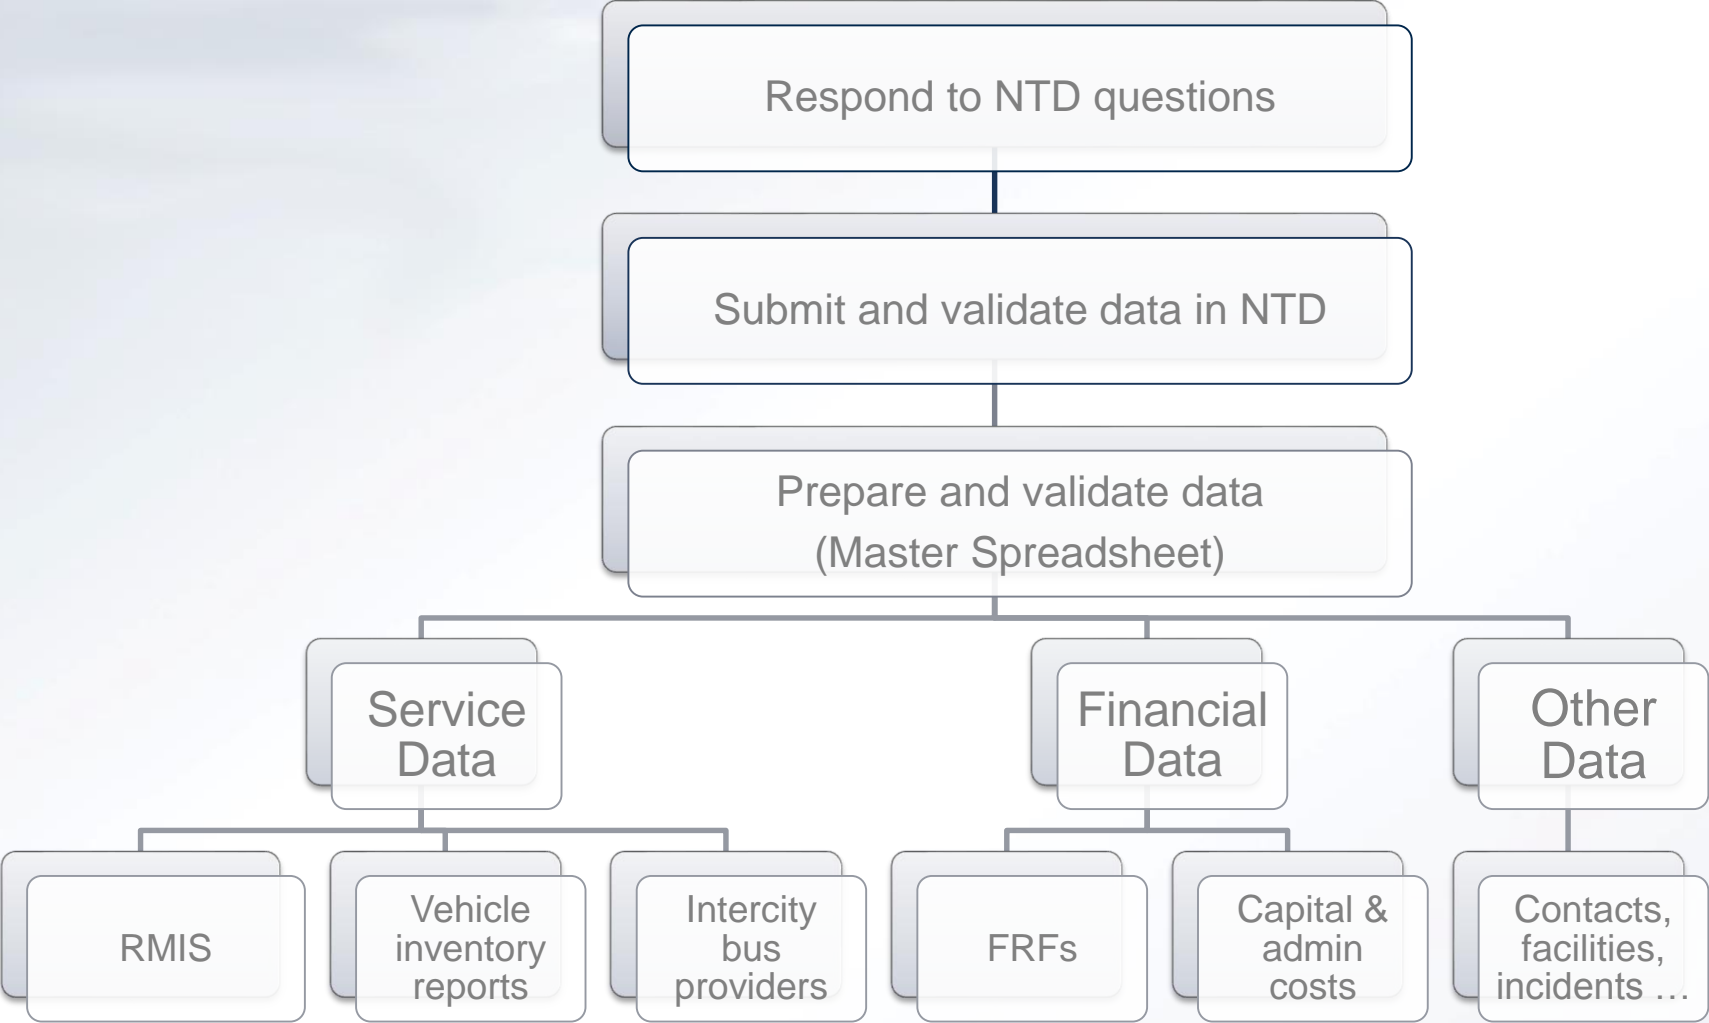 Respond to NTD questions
Submit and validate data in NTD
Prepare and validate data
(Master Spreadsheet)
Service
Data
Financial
Data
Other
Data
RMIS
Vehicle
inventory
reports
Intercity
bus
providers
FRFs
Capital &
admin
costs
Contacts,
facilities,
incidents …